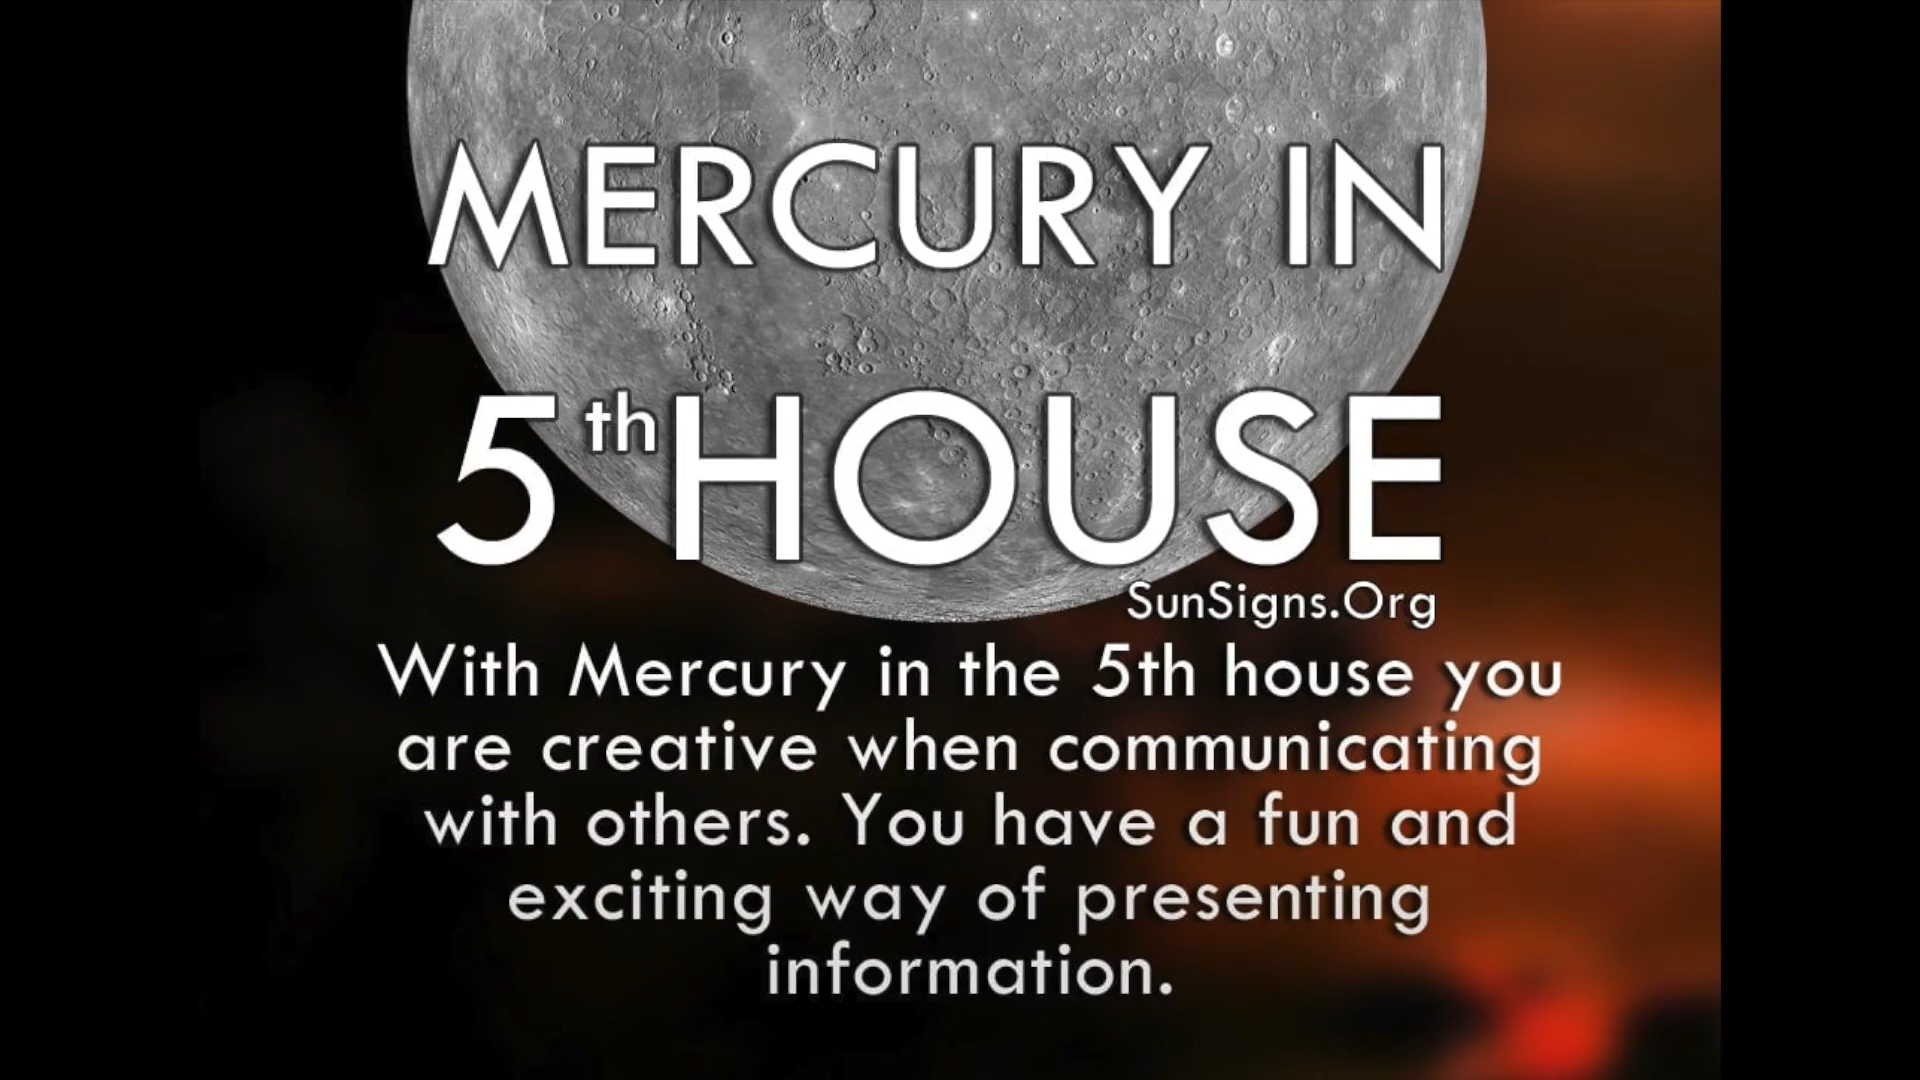 MERCURY IN
5th HOUSE
SunSigns.Org
With Mercury in the 5th house you
are creative when communicating
with others. You have a fun and
exciting way of presenting
information.